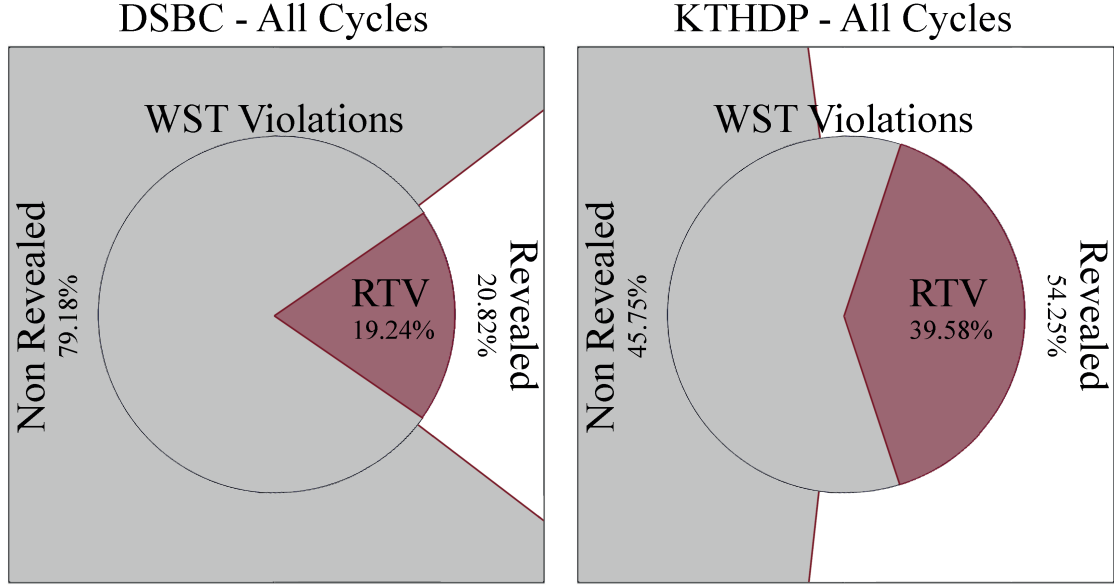 DSBC - All Cycles
WST Violations
Non Revealed
79.18%
RTV
19.24%
Revealed
20.82%
KTHDP - All Cycles
WST Violations
Non Revealed
45.75%
RTV
39.58%
Revealed
54.25%